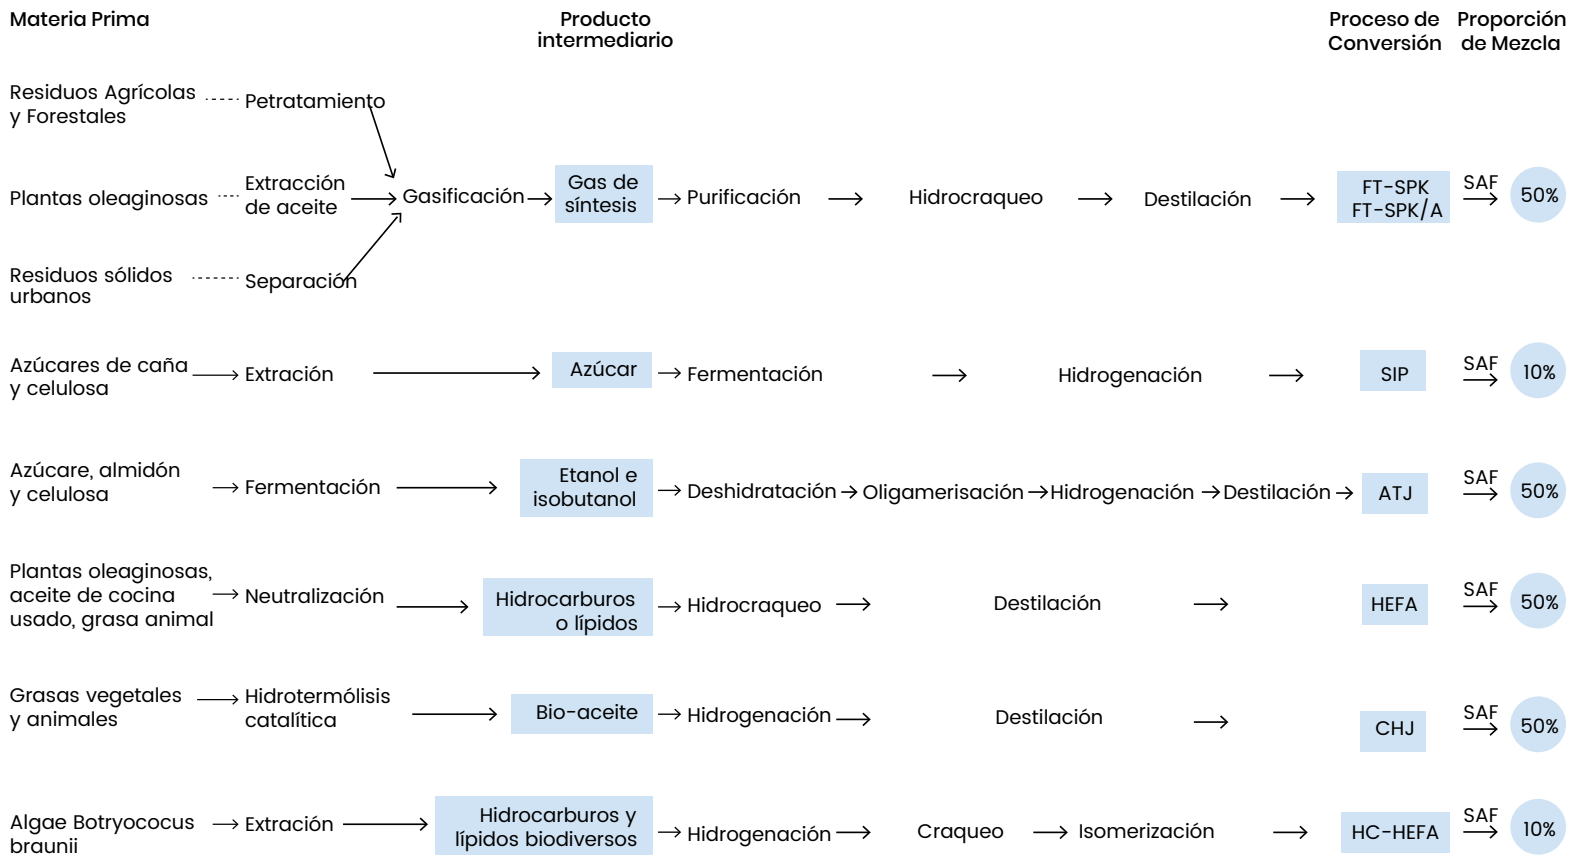 Materia Prima
Producto
intermediario
Proceso de
Conversión
Proporción
de Mezcla
Residuos Agrícolas
y Forestales
Petratamiento
Plantas oleaginosas
Extracción
de aceite
Gasificación
Gas de
síntesis
Purificación
Hidrocraqueo
Destilación
FT-SPK
FT-SPK/A
SAF
50%
Residuos sólidos
urbanos
Separación
Azúcares de caña
y celulosa
Extración
Azúcar
Fermentación
Hidrogenación
SIP
SAF
10%
Azúcare, almidón
y celulosa
Fermentación
Etanol e
isobutanol
Deshidratación
Oligamerisación
Hidrogenación
Destilación
ATJ
SAF
50%
Plantas oleaginosas,
aceite de cocina
usado, grasa animal
Neutralización
Hidrocarburos
o lípidos
Hidrocraqueo
Destilación
HEFA
SAF
50%
Grasas vegetales
y animales
Hidrotermólisis
catalítica
Bio-aceite
Hidrogenación
Destilación
CHJ
SAF
50%
Algae Botryococus
braunii
Extración
Hidrocarburos y
lípidos biodiversos
Hidrogenación
Craqueo
Isomerización
HC-HEFA
SAF
10%